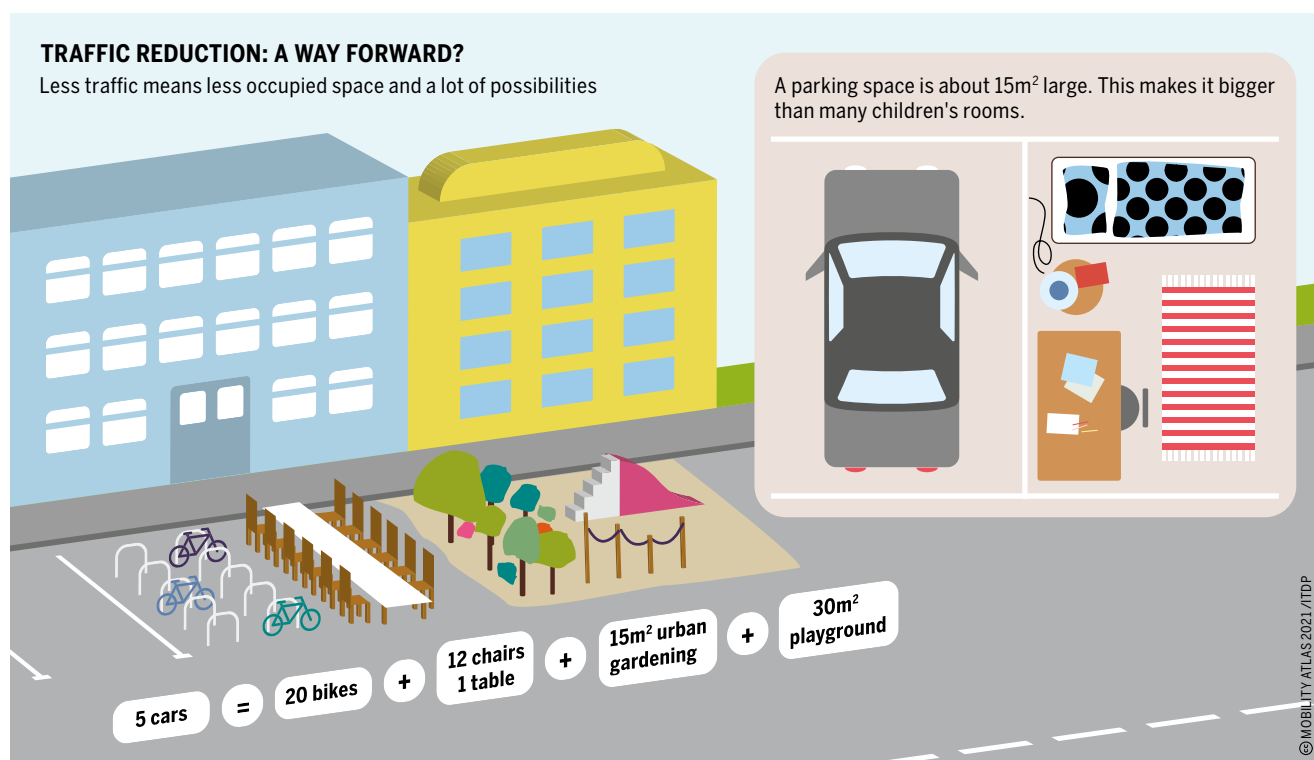 TRAFFIC REDUCTION: A WAY FORWARD?
Less traffic means less occupied space and a lot of possibilities
A parking space is about 15m² large. This makes it bigger
than many children's rooms.
5 cars
=
20 bikes
+
12 chairs
1 table
+
15m² urban
gardening
+
30m²
playground
cc MOBILITY ATLAS 2021/ITDP